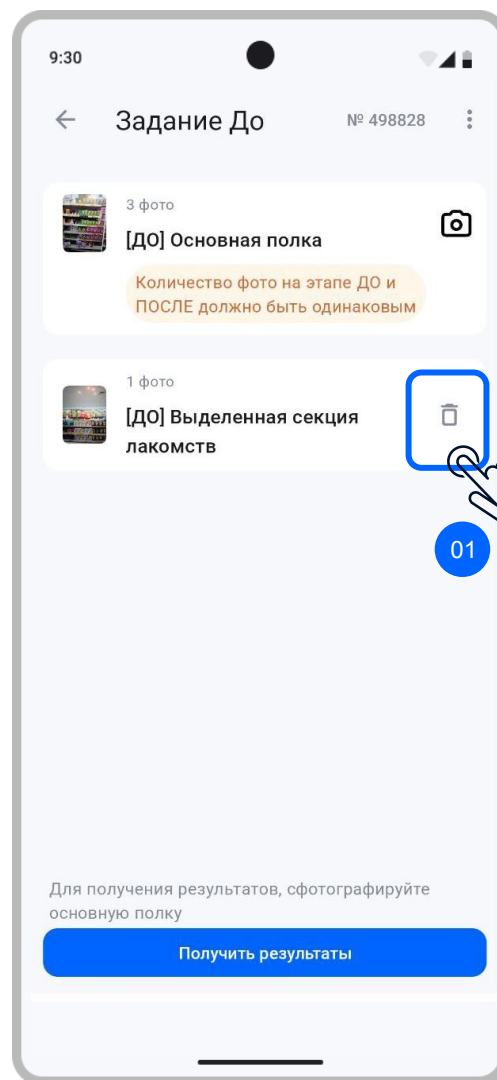 9:30
Задание До
№ 498828
3 фото
[ДО] Основная полка
Количество фото на этапе ДО и
ПОСЛЕ должно быть одинаковым
1 фото
[ДО] Выделенная секция
лакомств
01
Для получения результатов, сфотографируйте
основную полку
Получить результаты